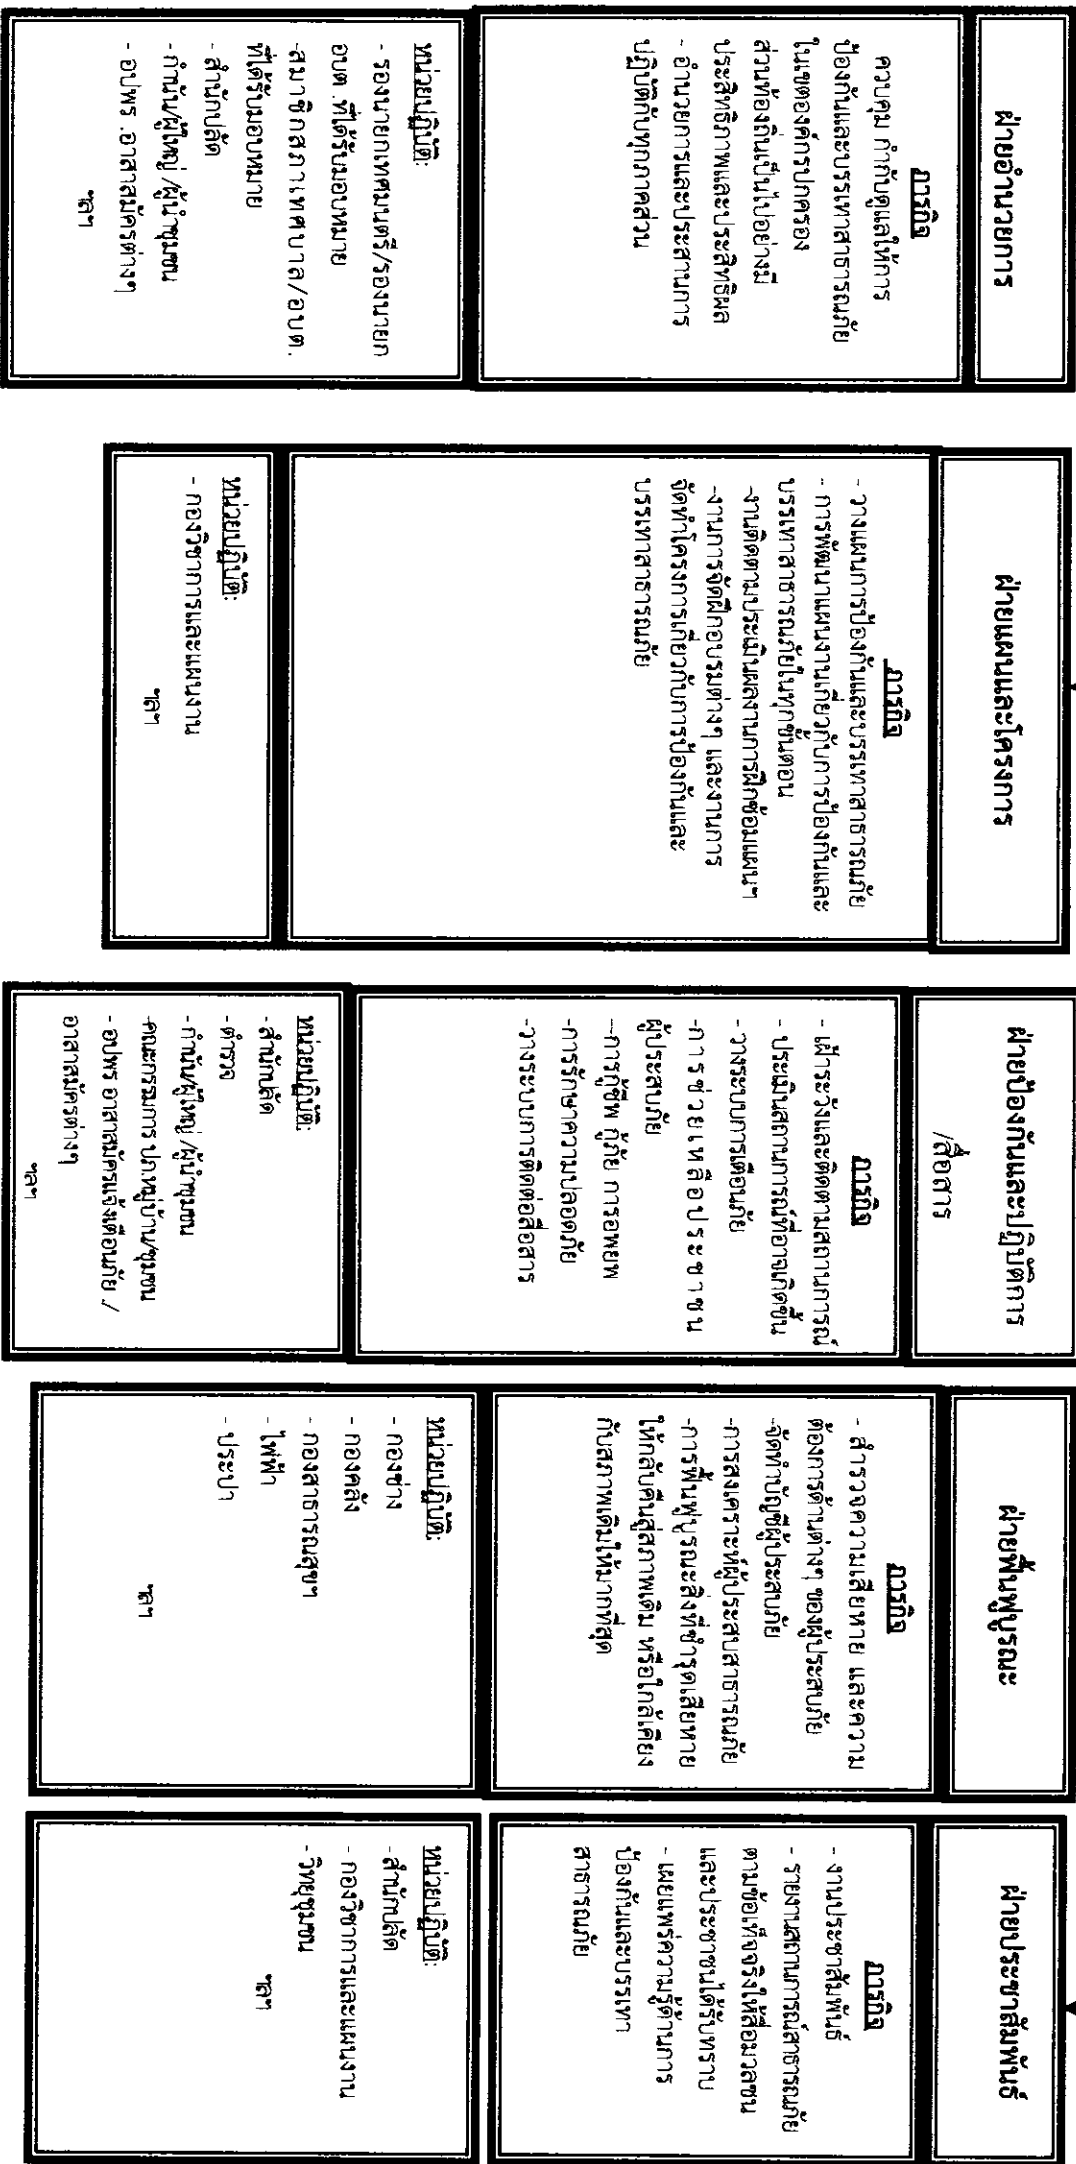 ฝ่ายอำนวยการ
ภารกิจ
ควบคุม กำกับดูแลให้การ
ป้องกันและบรรเทาสาธารณภัย
ในเขตองค์กรปกครอง
ส่วนท้องถิ่นเป็นไปอย่างมี
ประสิทธิภาพและประสิทธิผล
- อำนวยการและประสานการ
ปฏิบัติกับทุกภาคส่วน
หน่วยปฏิบัติ:
- รองนายกเทศมนตรี/รองนายก
อบต .ที่ได้รับมอบหมาย
-สมาชิกสภาเทศบาล/อบต.
ที่ได้รับมอบหมาย
- สำนักปลัด
- กำนัน/ผู้ใหญ่ /ผู้นำชุมชน
- อปพร .อาสาสมัครต่างๆ
ฯลฯ
ฝ่ายแผนและโครงการ
ภารกิจ
- วางแผนการป้องกันและบรรเทาสาธารณภัย
- การพัฒนาแผนงานเกี่ยวกับการป้องกันและ
บรรเทาสาธารณภัยในทุกขั้นตอน
-งานติดตามประเมินผลงานการฝึกซ้อมแผนฯ
-งานการจัดฝึกอบรมต่างๆ และงานการ
จัดทำโครงการเกี่ยวกับการป้องกันและ
บรรเทาสาธารณภัย
หน่วยปฏิบัติ:
- กองวิชาการและแผนงาน
ฯลฯ
ฝ่ายป้องกันและปฏิบัติการ
/สื่อสาร
ภารกิจ
- เฝ้าระวังและติดตามสถานการณ์
- ประเมินสถานการณ์ที่อาจเกิดขึ้น
-วางระบบการเตือนภัย
-การช่วยเหลือประชาชน
ผู้ประสบภัย
--การกู้ชีพ กู้ภัย การอพยพ
-การรักษาความปลอดภัย
-วางระบบการติดต่อสื่อสาร
หน่วยปฏิบัติ:
-สำนักปลัด
-ตำรวจ
-กำนัน/ผู้ใหญ่ /ผู้นำชุมชน
-คณะกรรมการ ปภ.หมู่บ้าน/ชุมชน
-อปพร อาสาสมัครแจ้งเตือนภัย /
อาสาสมัครต่างๆ
ฯลฯ
ฝ่ายฟื้นฟูบูรณะ
ภารกิจ
- สำรวจความเสียหาย และความ
ต้องการด้านต่างๆ ของผู้ประสบภัย
-จัดทำบัญชีผู้ประสบภัย
-การสงเคราะห์ผู้ประสบสาธารณภัย
-การฟื้นฟูบูรณะสิ่งที่ชำรุดเสียหาย
ให้กลับคืนสู่สภาพเดิม หรือใกล้เคียง
กับสภาพเดิมให้มากที่สุด
หน่วยปฏิบัติ:
- กองช่าง
- กองคลัง
- กองสาธารณสุขฯ
- ไฟฟ้า
- ประปา
ฯลฯ
ฝ่ายประชาสัมพันธ์
ภารกิจ
- งานประชาสัมพันธ์
- รายงานสถานการณ์สาธารณภัย
ตามข้อเท็จจริงให้สื่อมวลชน
และประชาชนได้รับทราบ
- เผยแพร่ความรู้ด้านการ
ป้องกันและบรรเทา
สาธารณภัย
หน่วยปฏิบัติ:
-สำนักปลัด
- กองวิชาการและแผนงาน
-วิทยุชุมชน
ฯลฯ